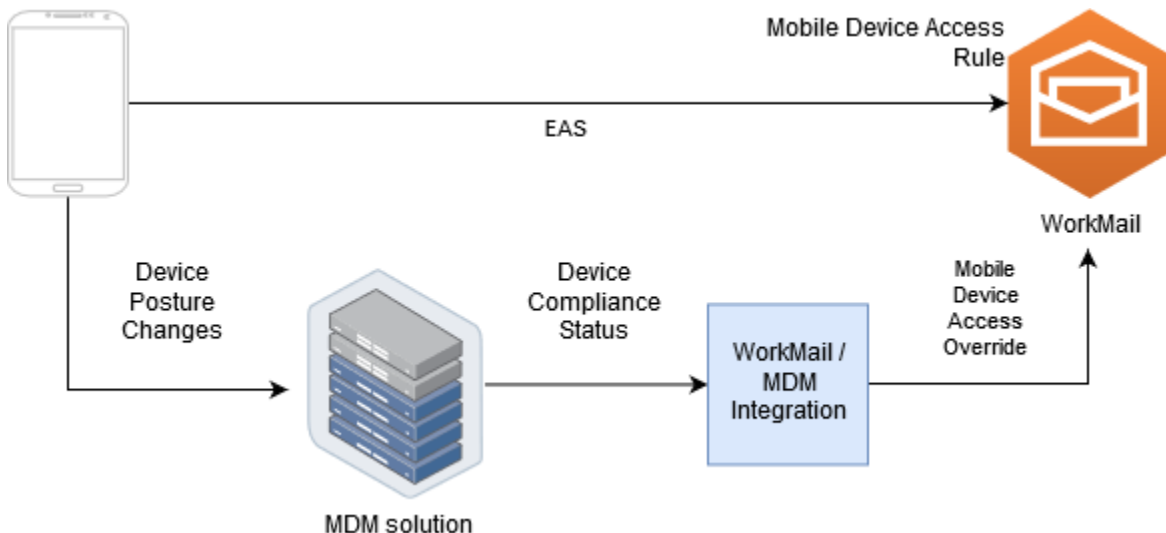 Mobile Device Access
Rule
EAS
WorkMail
Device
Posture
Changes
Device
Compliance
Status
Mobile
Device
Access
Override
WorkMail /
MDM
Integration
MDM solution